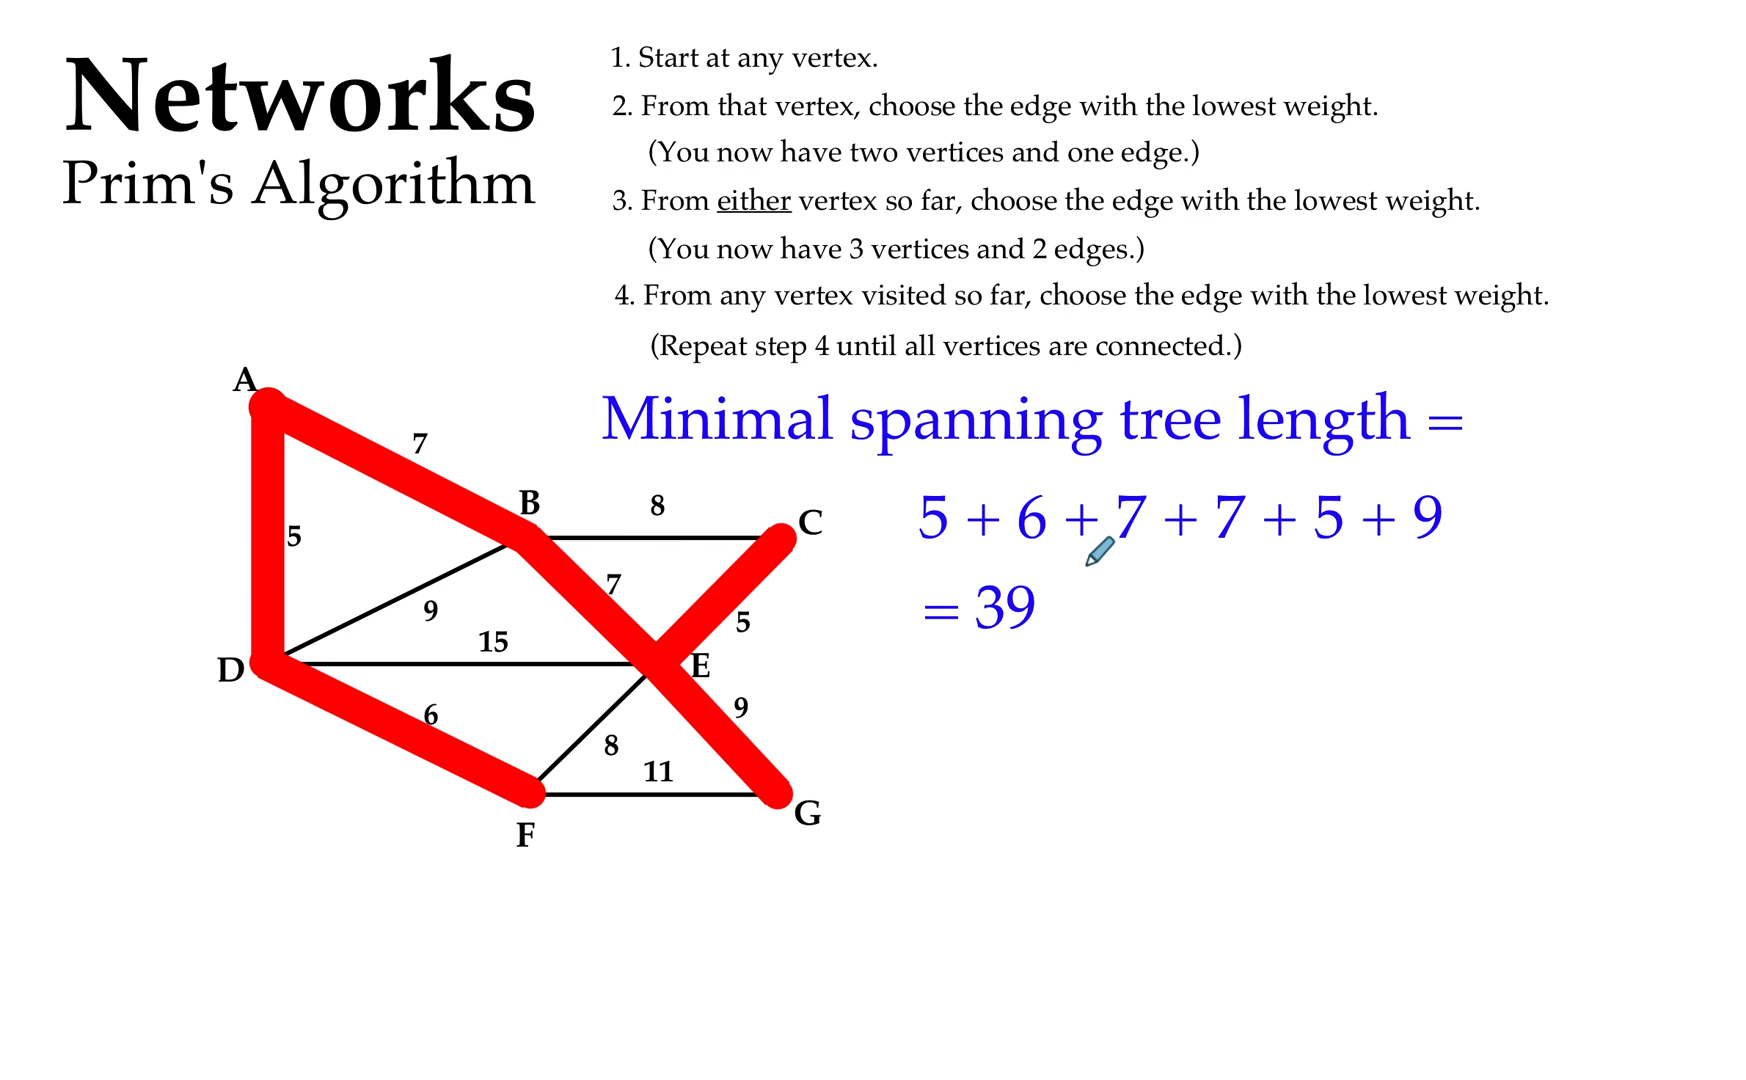 Networks
Prim's Algorithm
1. Start at any vertex.
2. From that vertex, choose the edge with the lowest weight.
(You now have two vertices and one edge.)
3. From either vertex so far, choose the edge with the lowest weight.
(You now have 3 vertices and 2 edges.)
4. From any vertex visited so far, choose the edge with the lowest weight.
(Repeat step 4 until all vertices are connected.)
Minimal spanning tree length =
5 + 6 + 7 + 7 + 5 + 9
= 39
A
7
B
8
C
5
7
9
5
15
D
E
6
9
8
11
F
G